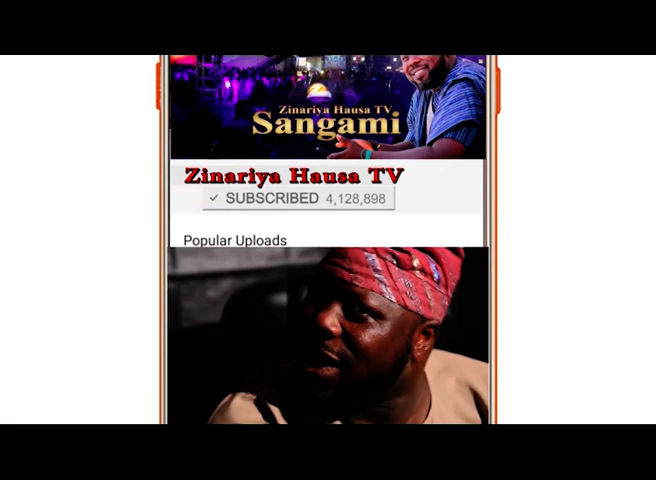 Zinariya Hausa TV
Sangami
Zinariya Hausa TV
SUBSCRIBED 4,128,898
Popular Uploads